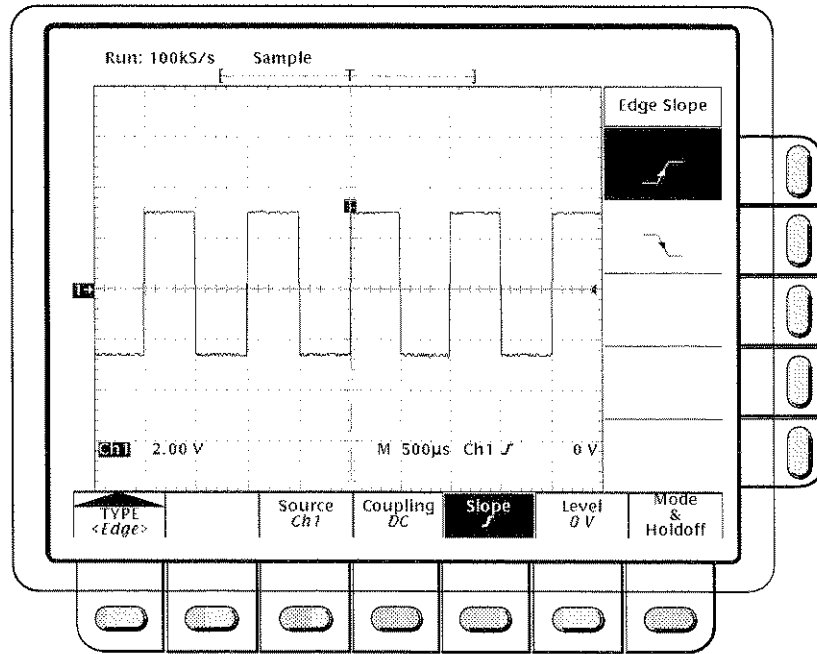 Run: 100kS/s Sample
T
Edge Slope
T
1→
Ch1 2.00 V M 500µs Ch1 0 V
TYPE
<Edge>
Source
Ch1
Coupling
DC
Slope
Level
0 V
Mode
&
Holdoff